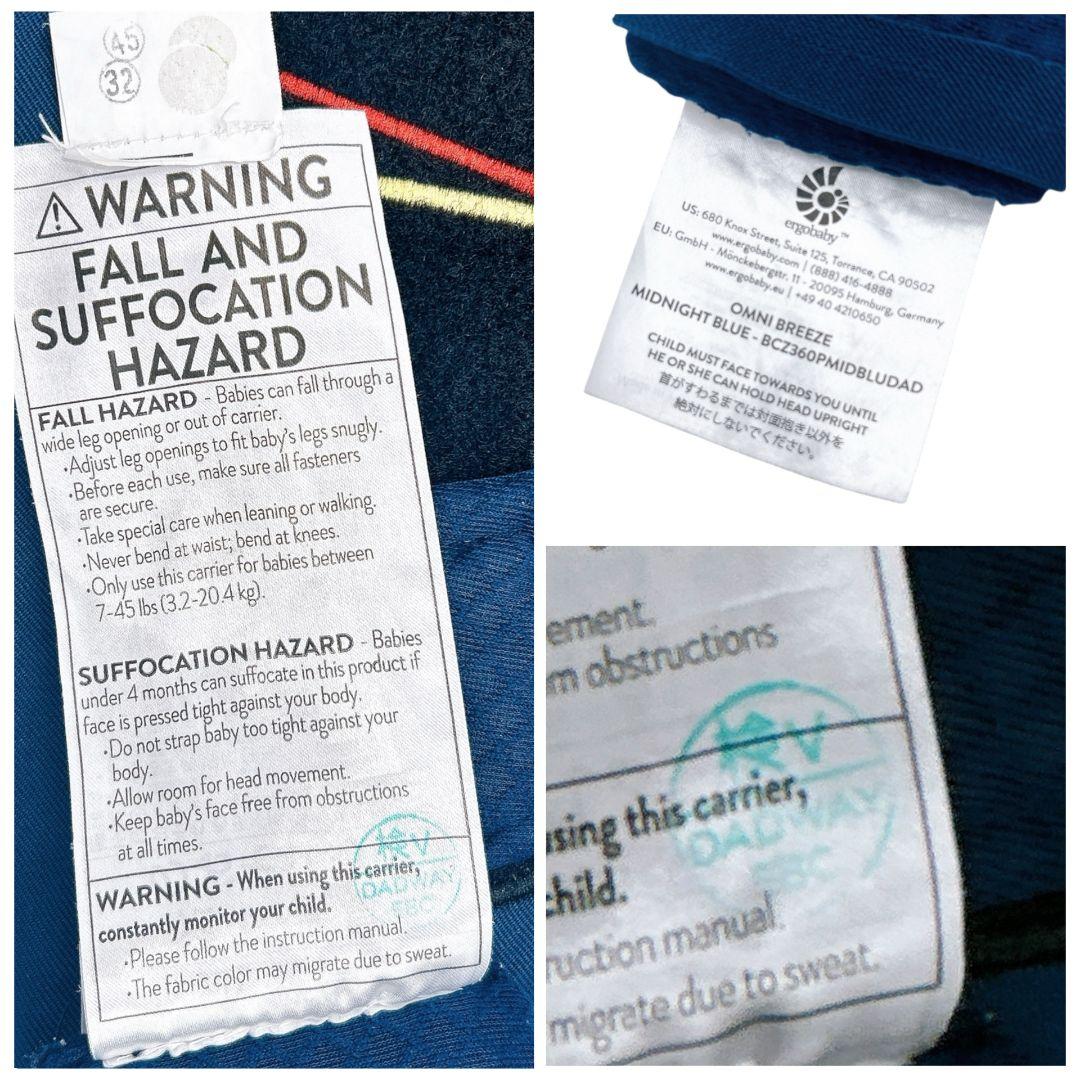 45
32
WARNING
FALL AND
SUFFOCATION
HAZARD
FALL HAZARD - Babies can fall through a
wide leg opening or out of carrier.
•Adjust leg openings to fit baby's legs snugly.
•Before each use, make sure all fasteners
are secure.
•Take special care when leaning or walking.
•Never bend at waist; bend at knees.
•Only use this carrier for babies between
7-45 lbs (3.2-20.4 kg).
SUFFOCATION HAZARD - Babies
under 4 months can suffocate in this product if
face is pressed tight against your body.
•Do not strap baby too tight against your
body.
•Allow room for head movement.
•Keep baby's face free from obstructions
at all times.
WARNING - When using this carrier,
constantly monitor your child.
•Please follow the instruction manual.
•The fabric color may migrate due to sweat.
検V
DADWAY
FBC
ergobaby™
US: 680 Knox Street, Suite 125, Torrance, CA 90502
www.ergobaby.com | (888) 416-4888
EU: GmbH - Mönckebergstr. 11 - 20095 Hamburg, Germany
www.ergobaby.eu | +49 40 4210650
OMNI BREEZE
MIDNIGHT BLUE - BCZ360PMIDBLUDAD
CHILD MUST FACE TOWARDS YOU UNTIL
HE OR SHE CAN HOLD HEAD UPRIGHT
首がすわるまでは対面抱き以外を
絶対にしないでください。
ement.
m obstructions
検V
sing this carrier,
DADWAY
child.
FBC
ruction manual.
migrate due to sweat.